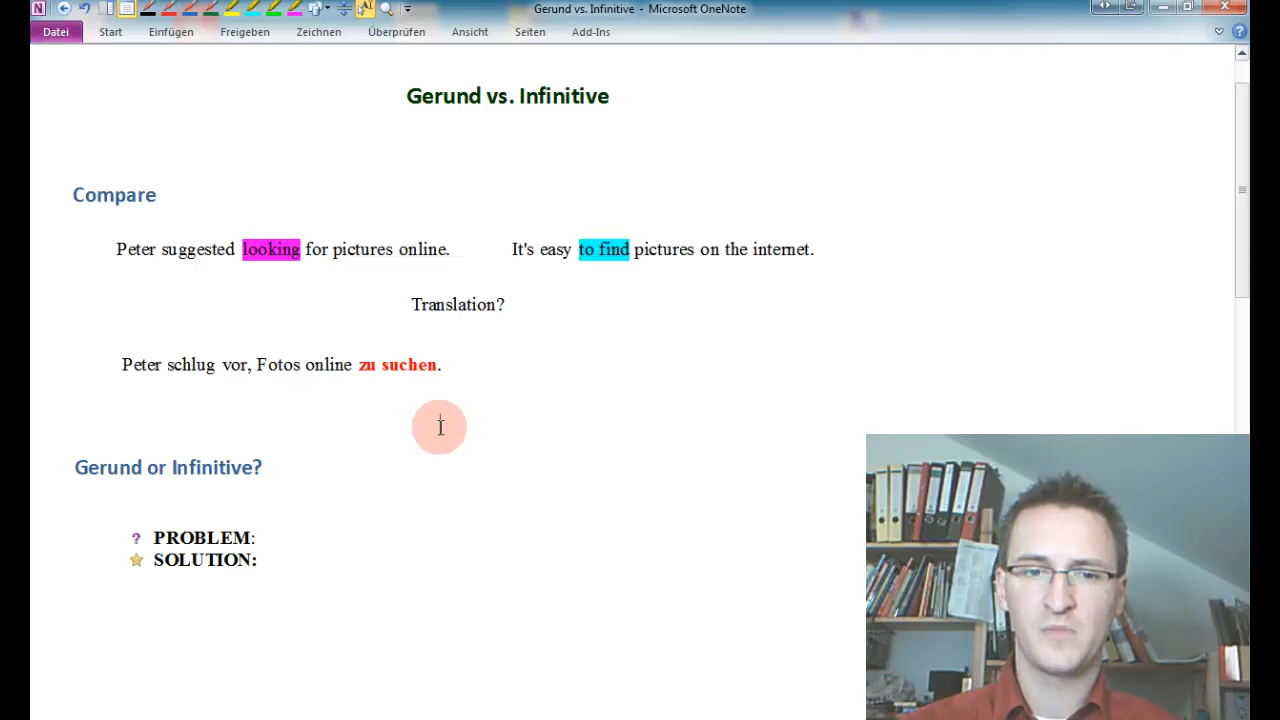 Gerund vs. Infinitive - Microsoft OneNote
Datei Start Einfügen Freigeben Zeichnen Überprüfen Ansicht Seiten Add-Ins
Gerund vs. Infinitive
Compare
Peter suggested looking for pictures online. It's easy to find pictures on the internet.
Translation?
Peter schlug vor, Fotos online zu suchen.
Gerund or Infinitive?
? PROBLEM:
SOLUTION: